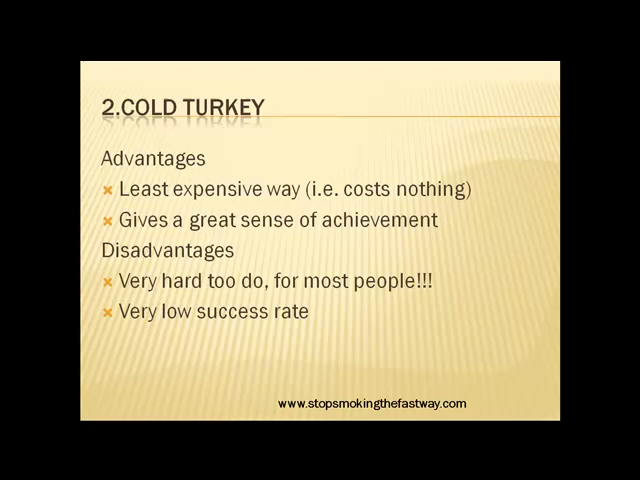 2.COLD TURKEY
Advantages
Least expensive way (i.e. costs nothing)
Gives a great sense of achievement
Disadvantages
Very hard too do, for most people!!!
Very low success rate
www.stopsmokingthefastway.com